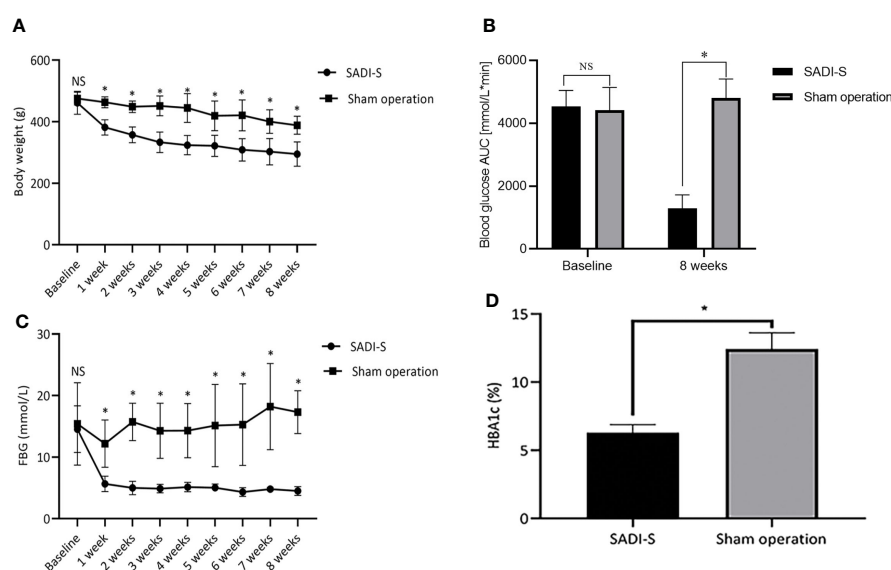 A
600
400
200
0
Body weight (g)
NS
*
*
*
*
*
*
*
*
SADI-S
Sham operation
Baseline
1 week
2 weeks
3 weeks
4 weeks
5 weeks
6 weeks
7 weeks
8 weeks
B
6000
4000
2000
0
Blood glucose AUC [mmol/L*min]
NS
*
SADI-S
Sham operation
Baseline
8 weeks
C
30
20
10
0
FBG (mmol/L)
NS
*
*
*
*
*
*
*
*
SADI-S
Sham operation
Baseline
1 week
2 weeks
3 weeks
4 weeks
5 weeks
6 weeks
7 weeks
8 weeks
D
15
10
5
0
HBA1c (%)
*
SADI-S
Sham operation